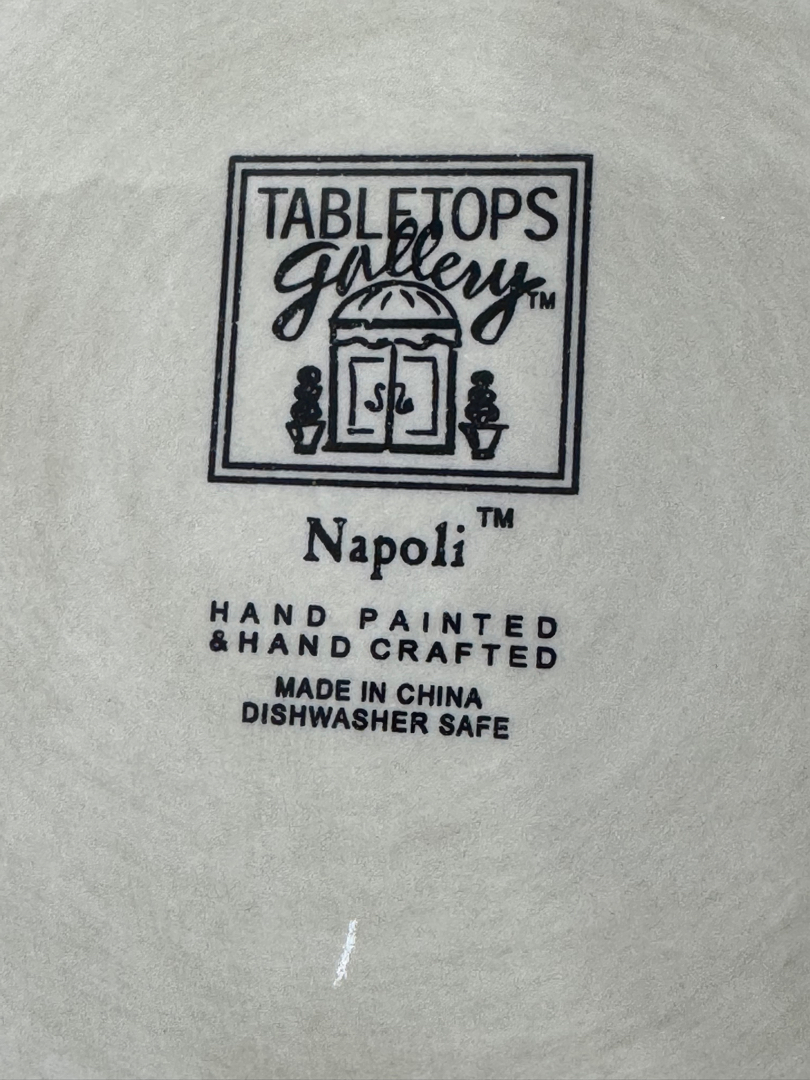 TABLETOPS
gallery™
Napoli™
HAND PAINTED
& HAND CRAFTED
MADE IN CHINA
DISHWASHER SAFE